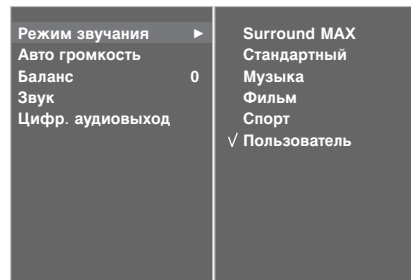 Режим звучания ►
Авто громкость
Баланс 0
Звук
Цифр. аудиовыход
Surround MAX
Стандартный
Музыка
Фильм
Спорт
√ Пользователь